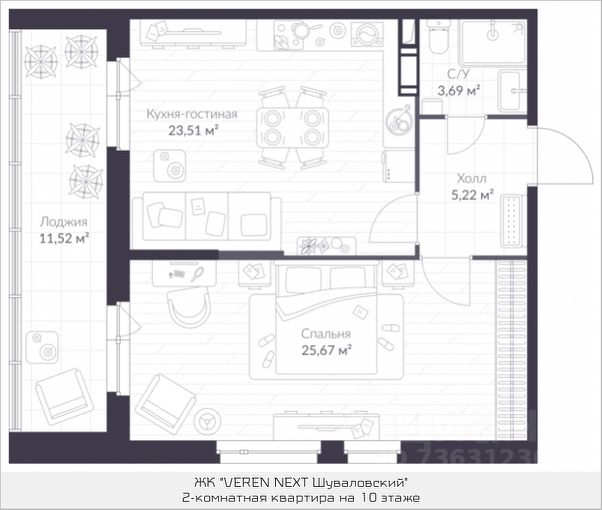 С/У
3,69 м²
Кухня-гостиная
23,51 м²
Холл
5,22 м²
Лоджия
11,52 м²
Спальня
25,67 м²
ЖК "VEREN NEXT Шуваловский"
2-комнатная квартира на 10 этаже